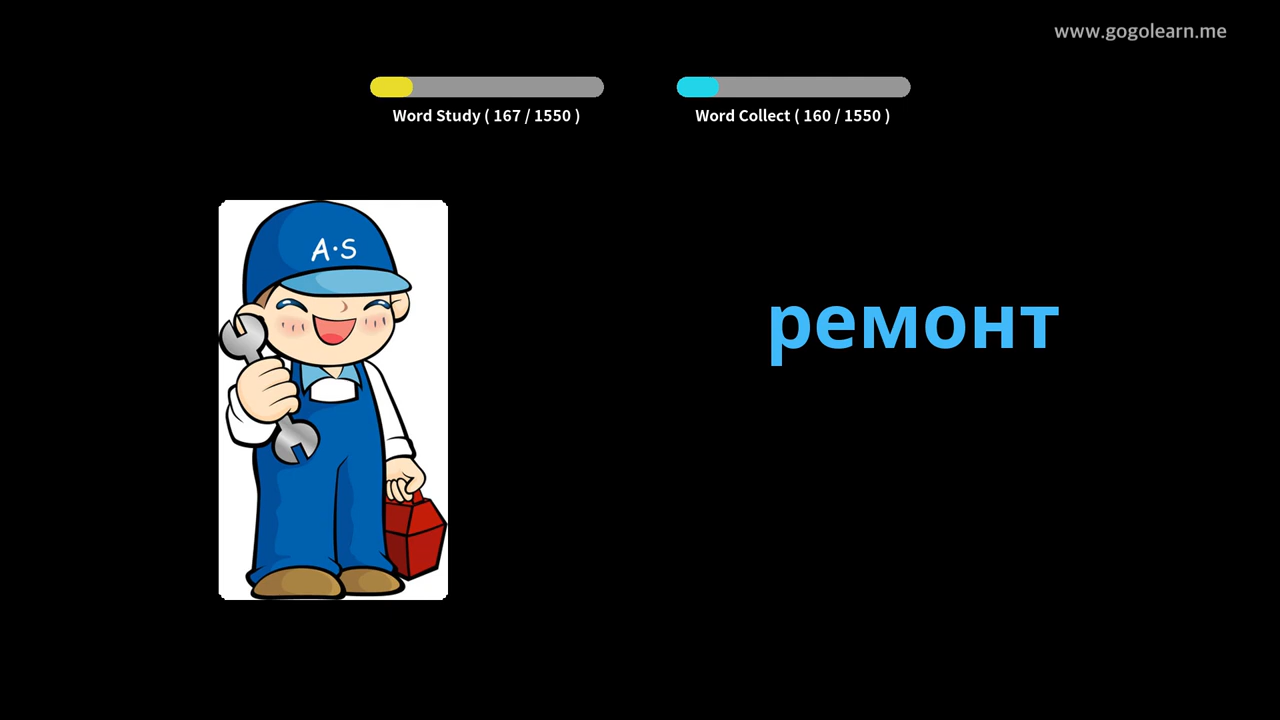 www.gogolearn.me
Word Study ( 167 / 1550 )
Word Collect ( 160 / 1550 )
A·S
ремонт